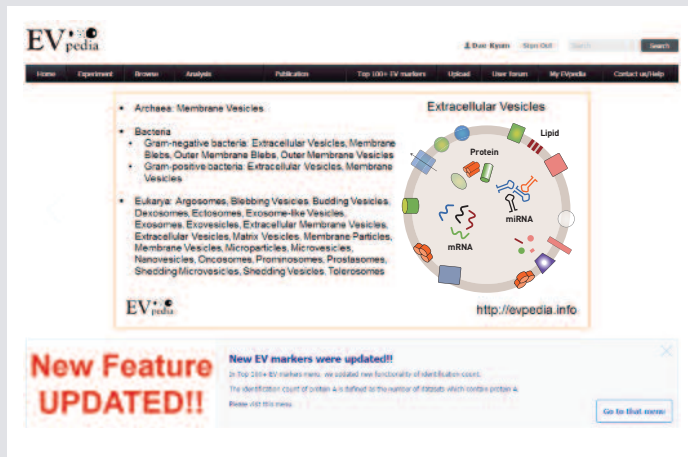 EVpedia
Dae-Kyum Sign Out Search Search
Home Experiment Browse Analysis Publication Top 100+ EV markers Upload User forum My EVpedia Contact us/Help
• Archaea: Membrane Vesicles
• Bacteria
• Gram-negative bacteria: Extracellular Vesicles, Membrane
Blebs, Outer Membrane Blebs, Outer Membrane Vesicles
• Gram-positive bacteria: Extracellular Vesicles, Membrane
Vesicles
• Eukarya: Argosomes, Blebbing Vesicles, Budding Vesicles,
Dexosomes, Ectosomes, Exosome-like Vesicles,
Exosomes, Exovesicles, Extracellular Membrane Vesicles,
Extracellular Vesicles, Matrix Vesicles, Membrane Particles,
Membrane Vesicles, Microparticles, Microvesicles,
Nanovesicles, Oncosomes, Prominosomes, Prostasomes,
Shedding Microvesicles, Shedding Vesicles, Tolerosomes
EVpedia
Extracellular Vesicles
Lipid
Protein
miRNA
mRNA
http://evpedia.info
New Feature
UPDATED!!
New EV markers were updated!!
In Top 100+ EV markers menu, we updated new functionality of identification count.
The identification count of protein A is defined to the number of datasets which contain protein A.
Please visit this menu.
Go to that menu